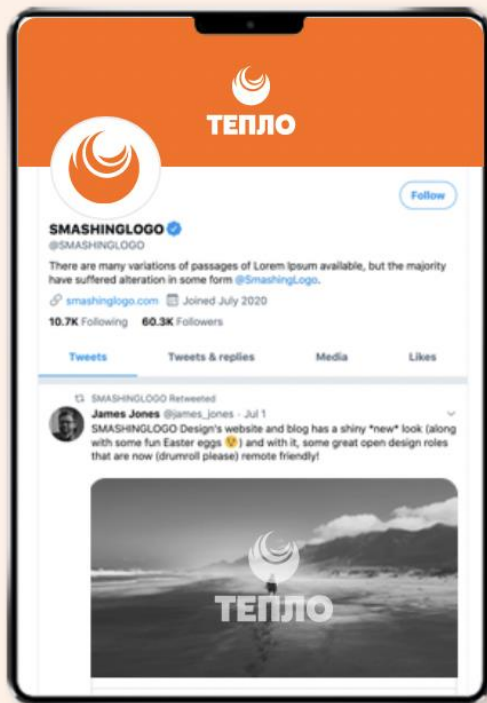 ТЕПЛО
Follow
SMASHINGLOGO
@SMASHINGLOGO
There are many variations of passages of Lorem Ipsum available, but the majority
have suffered alteration in some form @SmashingLogo.
smashinglogo.com Joined July 2020
10.7K Following 60.3K Followers
Tweets Tweets & replies Media Likes
SMASHINGLOGO Retweeted
James Jones @james_jones · Jul 1
SMASHINGLOGO Design's website and blog has a shiny *new* look (along
with some fun Easter eggs 😉) and with it, some great open design roles
that are now (drumroll please) remote friendly!
ТЕПЛО